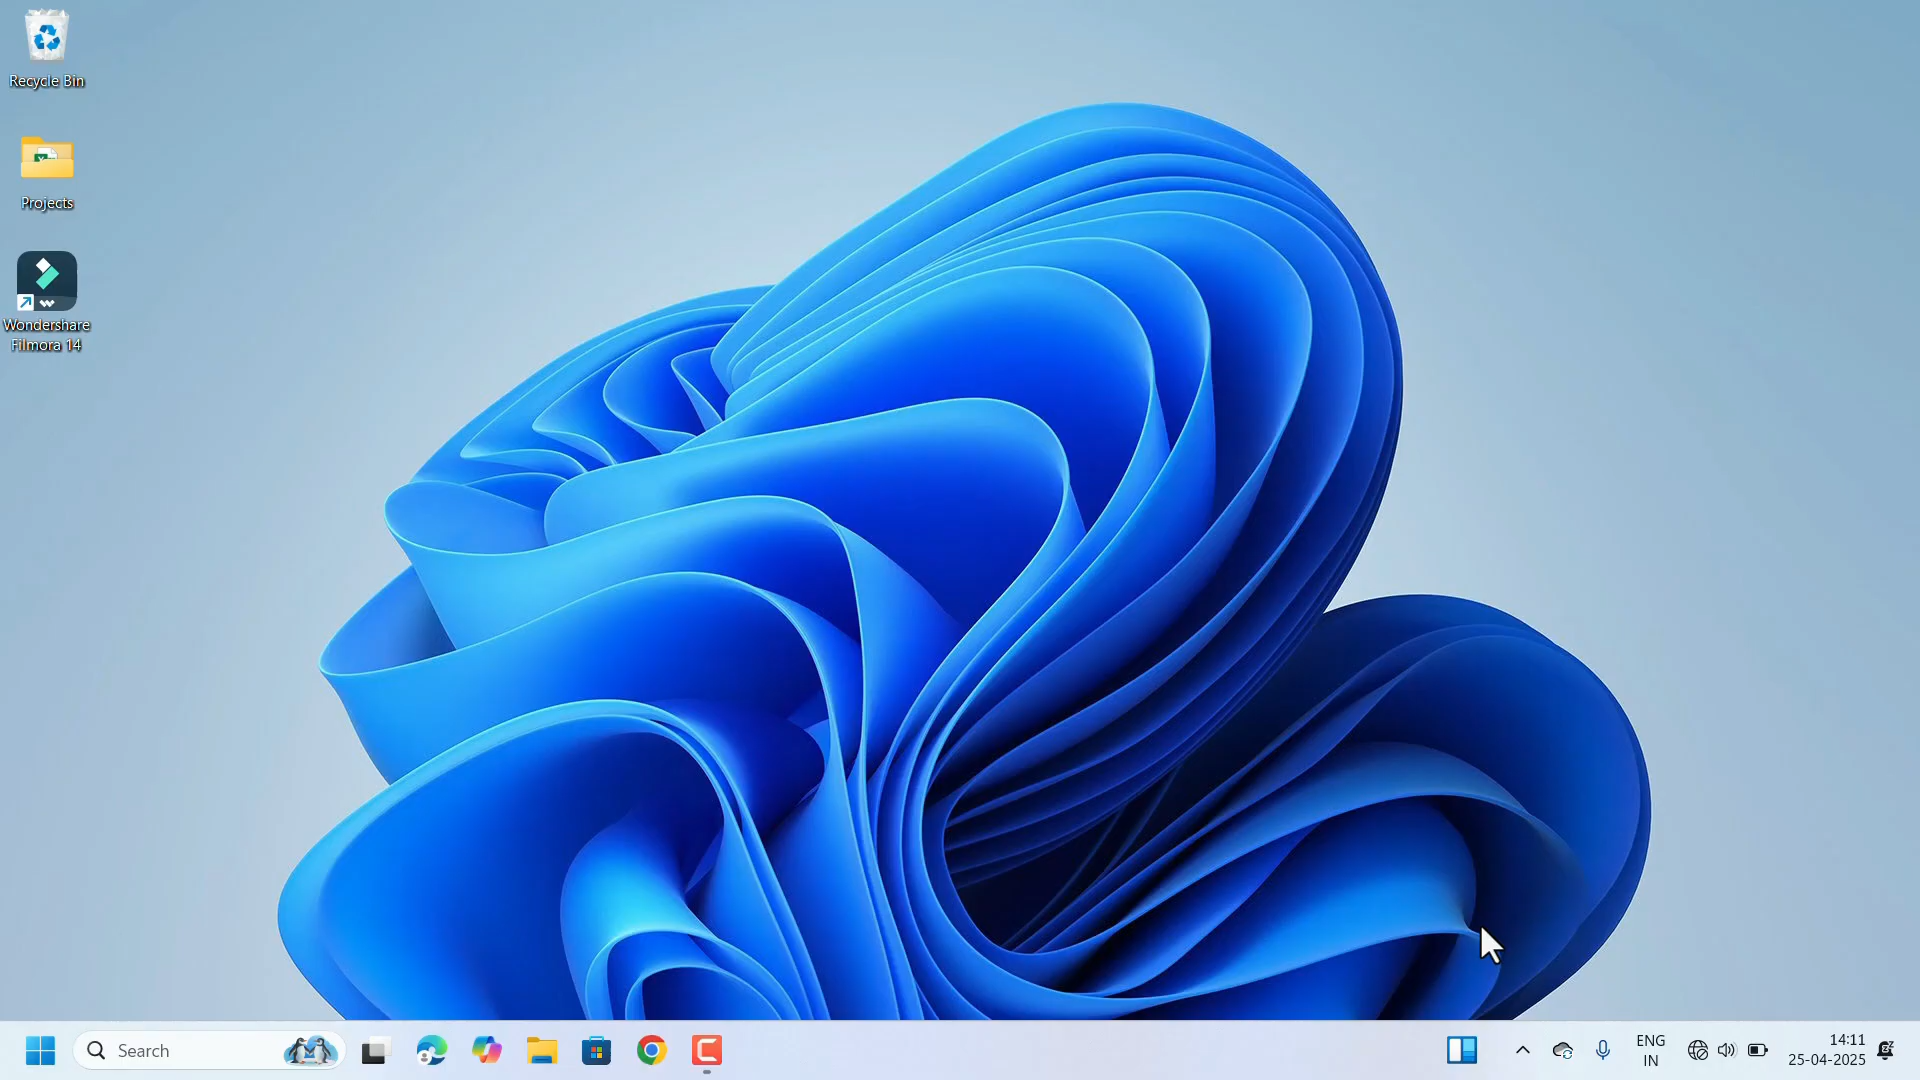 Recycle Bin
Projects
Wondershare
Filmora 14
Search
ENG
IN
14:11
25-04-2025